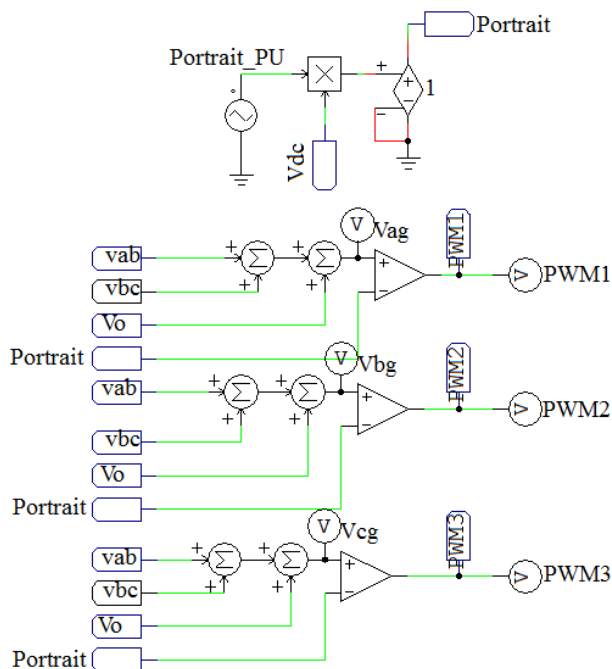 Portrait
Portrait_PU
1
Vdc
V Vag
PWM1
vab
vbc
Vo
Portrait
V PWM1
V Vbg
PWM2
vab
vbc
Vo
Portrait
V PWM2
V Vcg
PWM3
vab
vbc
Vo
Portrait
V PWM3